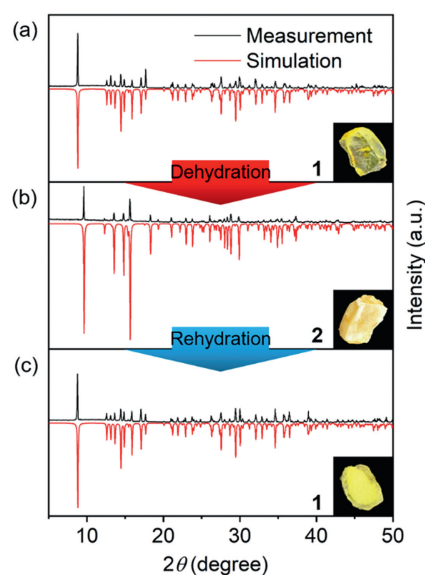 (a)
Measurement
Simulation
1
Dehydration
(b)
2
Rehydration
(c)
1
10 20 30 40 50
2θ (degree)
Intensity (a.u.)